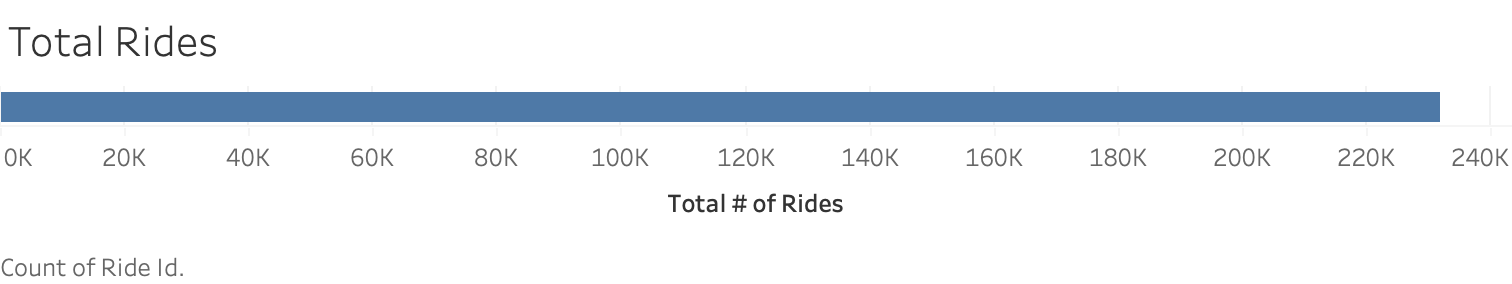 Total Rides
0K 20K 40K 60K 80K 100K 120K 140K 160K 180K 200K 220K 240K
Total # of Rides
Count of Ride Id.